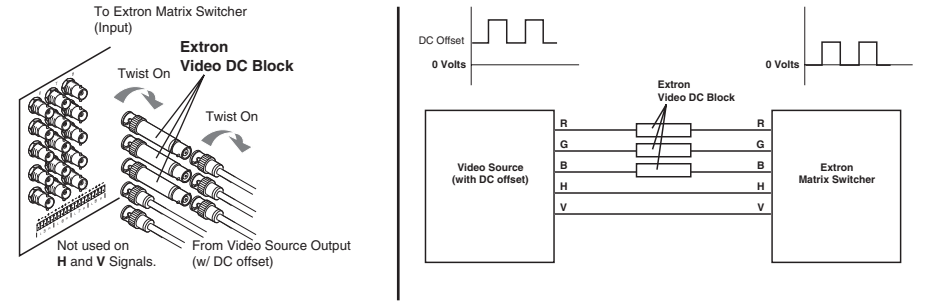 To Extron Matrix Switcher
(Input)
Extron
Video DC Block
Twist On
Twist On
Not used on
H and V Signals.
From Video Source Output
(w/ DC offset)
DC Offset
0 Volts
0 Volts
Extron
Video DC Block
R
R
G
G
B
B
H
H
V
V
Video Source
(with DC offset)
Extron
Matrix Switcher